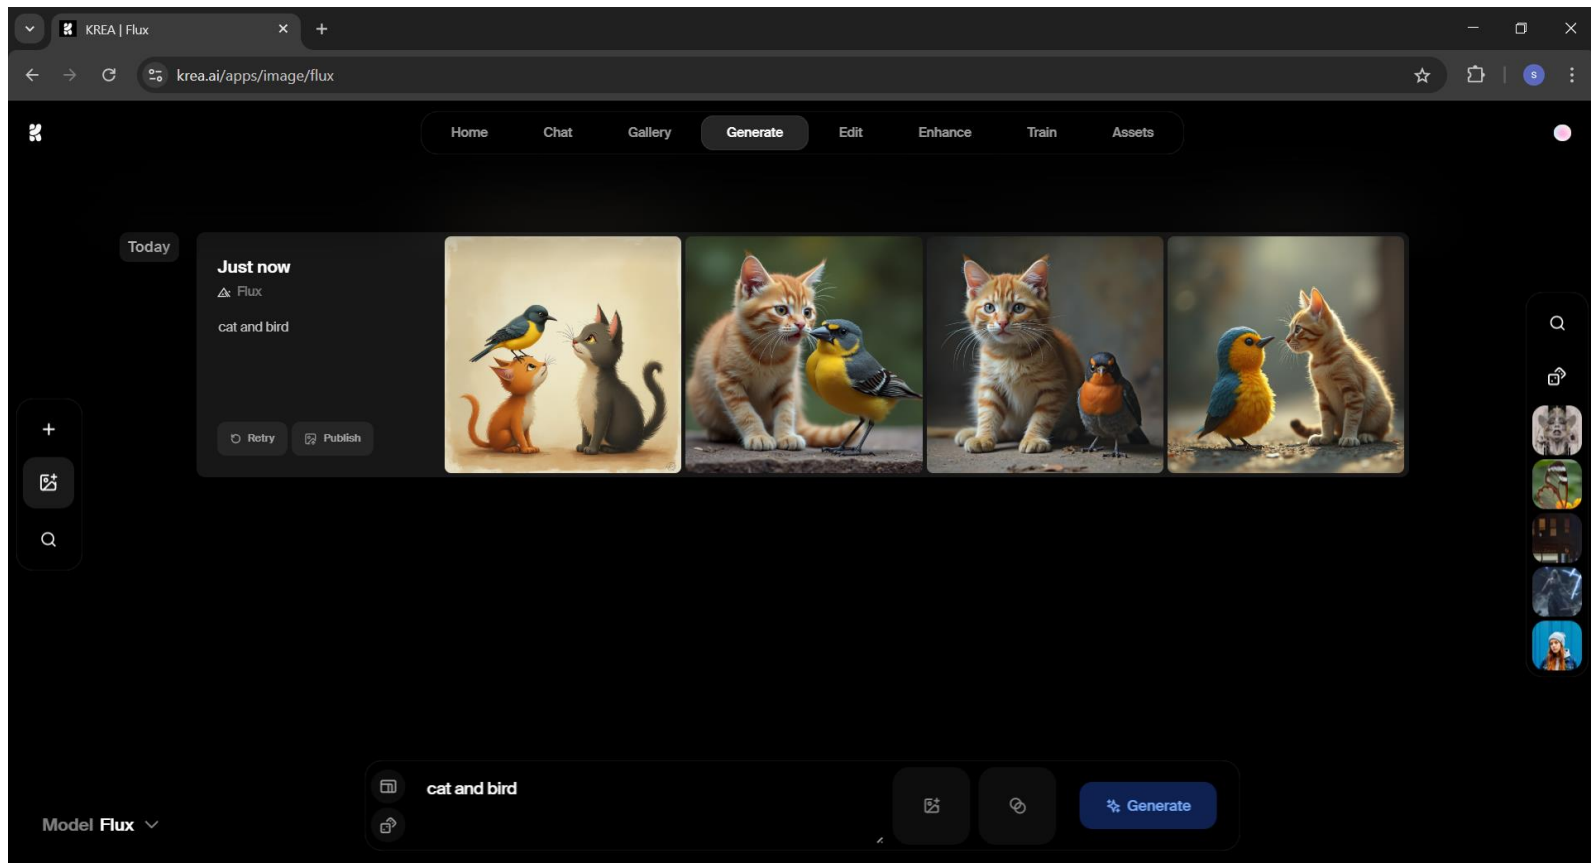 KREA | Flux
krea.ai/apps/image/flux
S
Home Chat Gallery Generate Edit Enhance Train Assets
Today
Just now
Flux
cat and bird
Retry Publish
cat and bird
Generate
Model Flux